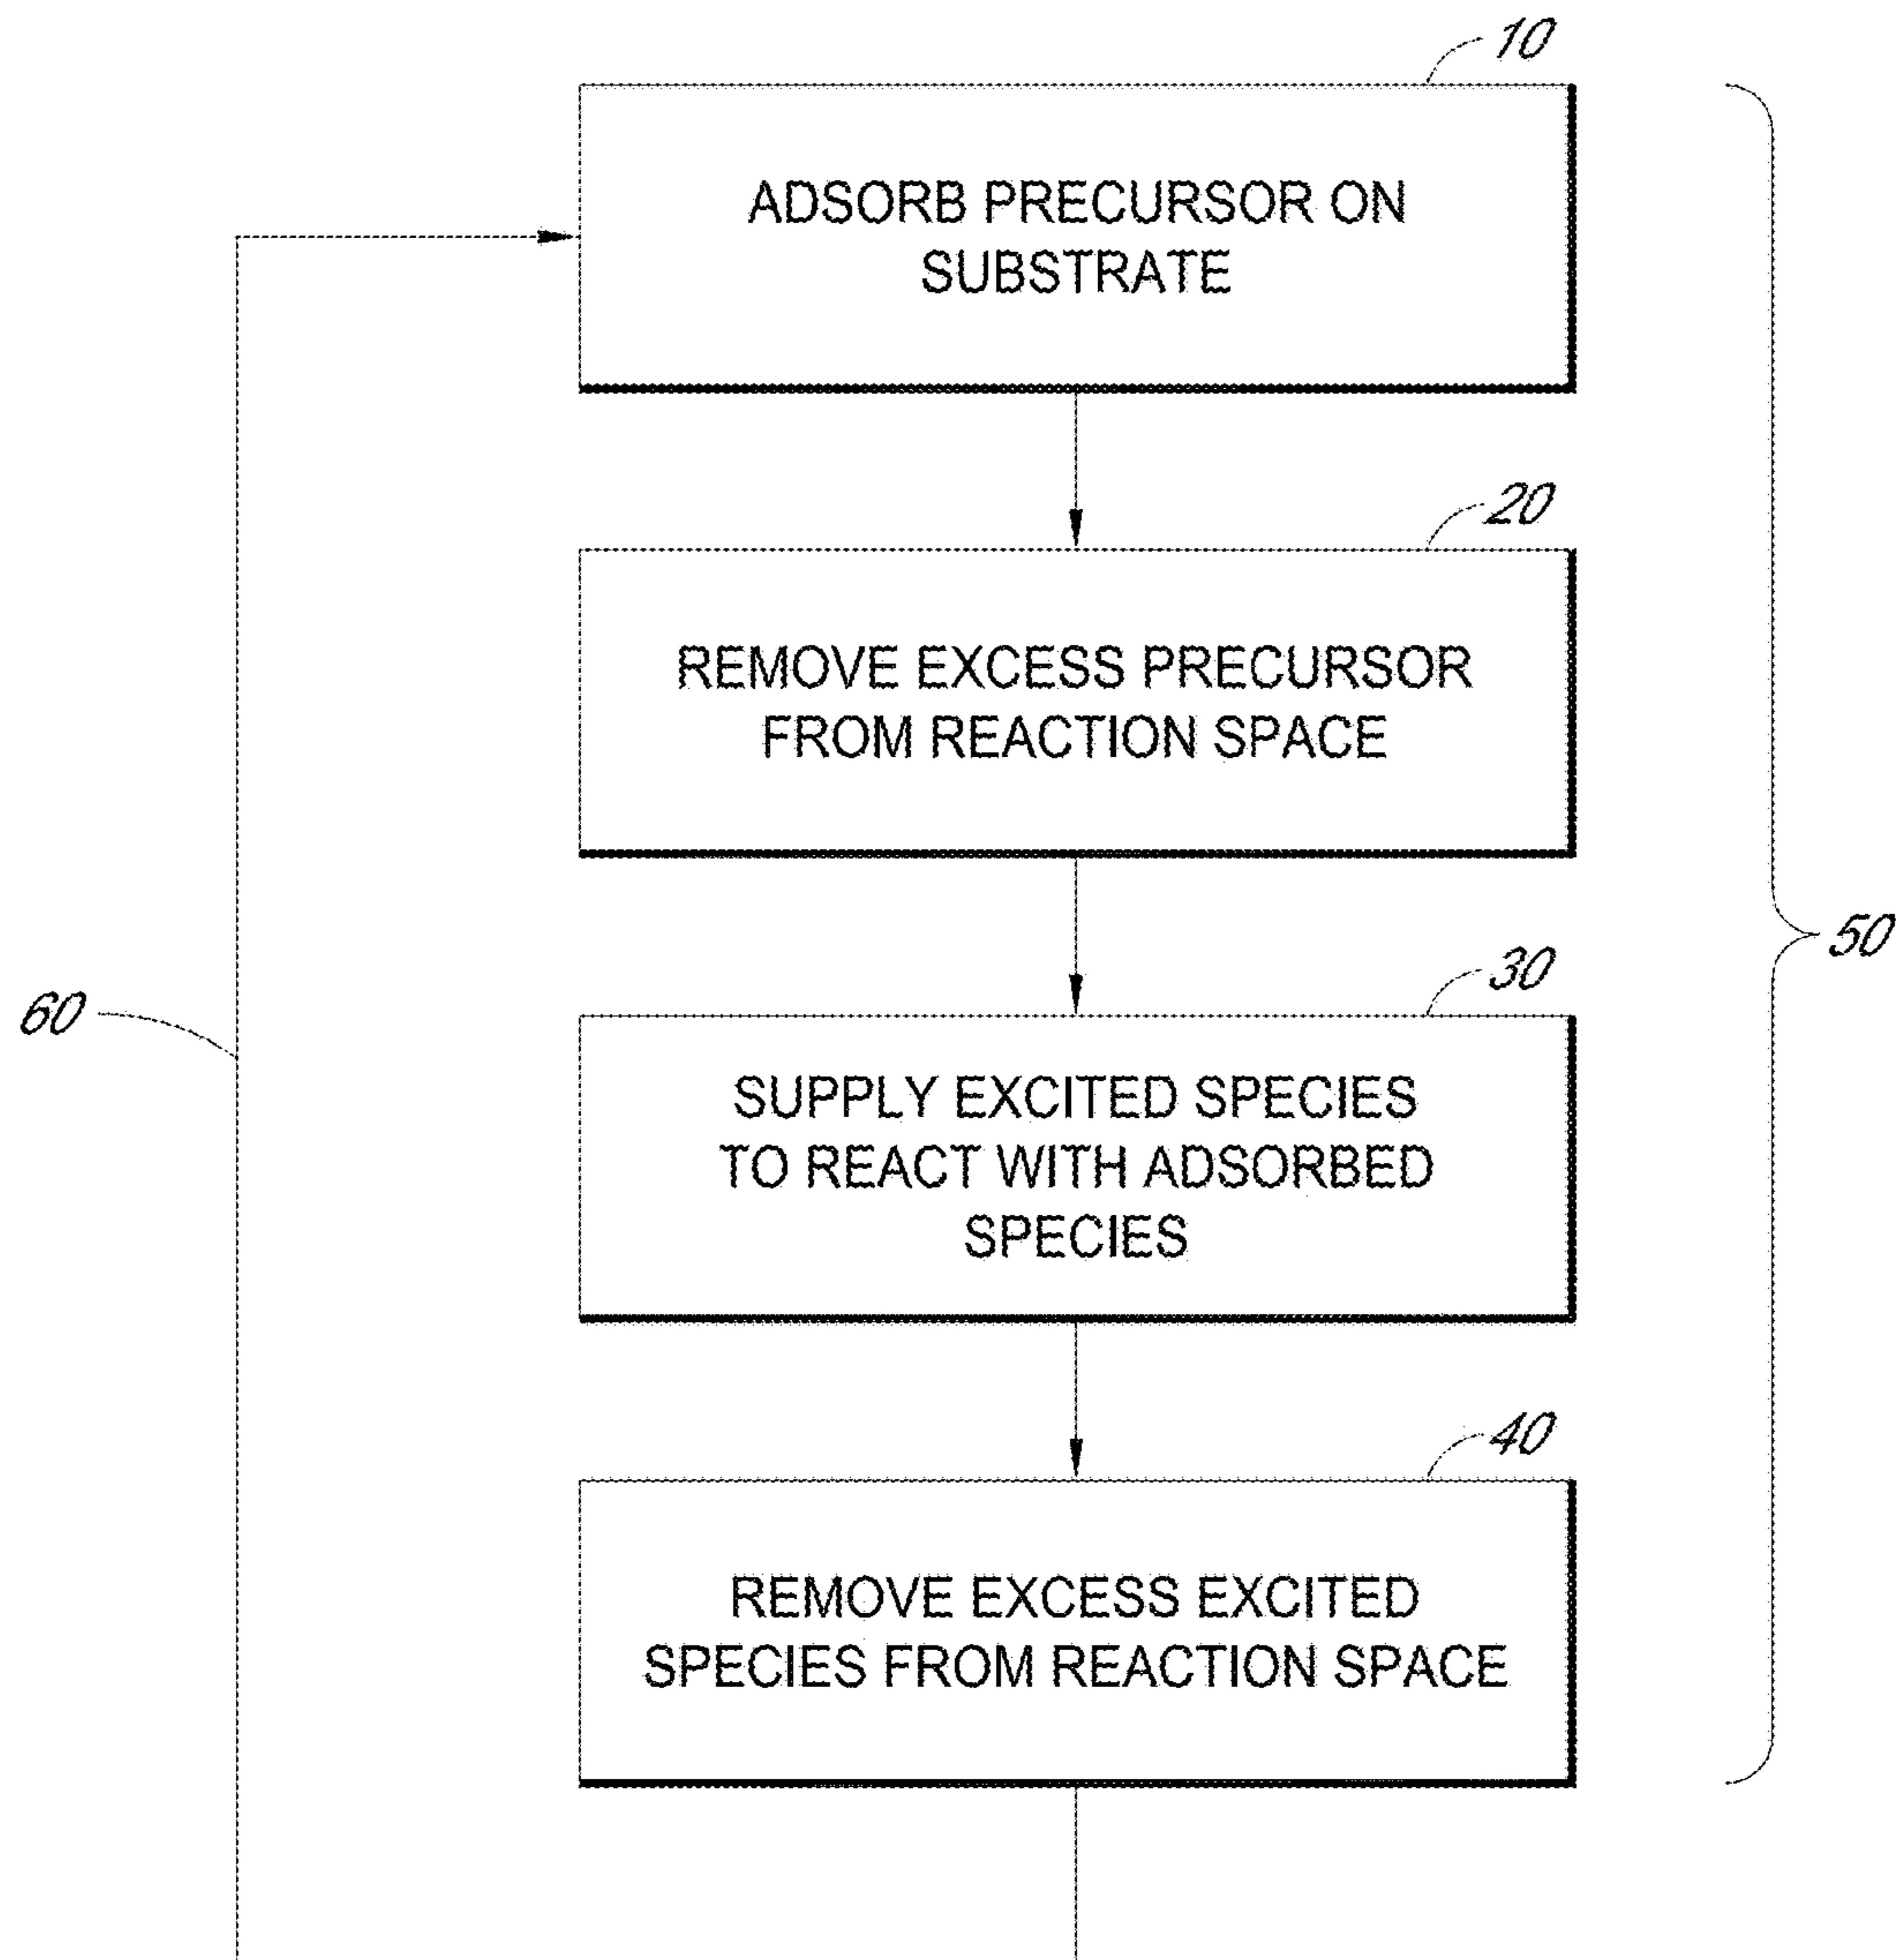 10
ADSORB PRECURSOR ON
SUBSTRATE
20
REMOVE EXCESS PRECURSOR
FROM REACTION SPACE
50
30
60
SUPPLY EXCITED SPECIES
TO REACT WITH ADSORBED
SPECIES
40
REMOVE EXCESS EXCITED
SPECIES FROM REACTION SPACE